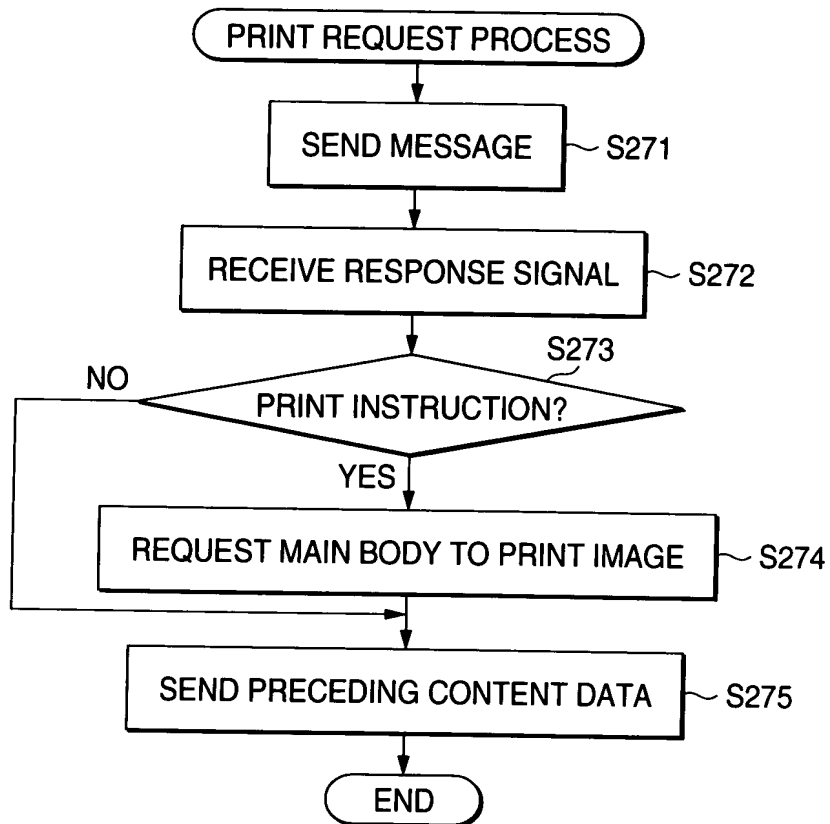 PRINT REQUEST PROCESS
SEND MESSAGE
S271
RECEIVE RESPONSE SIGNAL
S272
S273
NO
PRINT INSTRUCTION?
YES
REQUEST MAIN BODY TO PRINT IMAGE
S274
SEND PRECEDING CONTENT DATA
S275
END